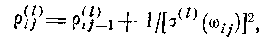 ρ_{ij}^{(l)} = ρ_{ij-1}^{(l)} + 1/[σ^{(l)}(ω_{ij})]²,